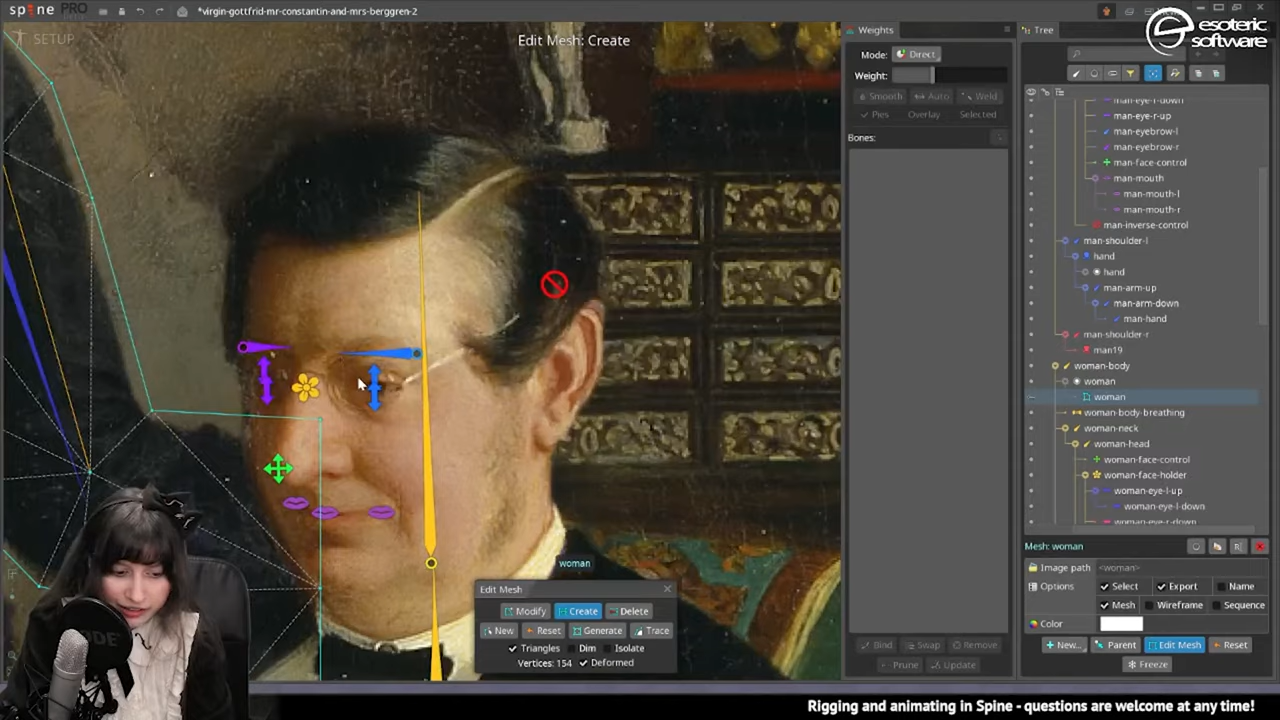 spine PRO
*virgin-gottfrid-mr-constantin-and-mrs-berggren-2
SETUP
Edit Mesh: Create
esoteric
software
Weights
Mode: Direct
Weight:
Smooth Auto Weld
Pies Overlay Selected
Bones:
Bind Swap Remove
Prune Update
Tree
man-eye-r-down
man-eye-r-up
man-eyebrow-l
man-eyebrow-r
man-face-control
man-mouth
man-mouth-l
man-mouth-r
man-inverse-control
man-shoulder-l
hand
hand
man-arm-up
man-arm-down
man-hand
man-shoulder-r
man19
woman-body
woman
woman
woman-body-breathing
woman-neck
woman-head
woman-face-control
woman-face-holder
woman-eye-l-up
woman-eye-l-down
woman-eye-r-down
Mesh: woman
Image path <woman>
Options Select Export Name
Mesh Wireframe Sequence
Color
New... Parent Edit Mesh Reset
Freeze
woman
Edit Mesh
Modify Create Delete
New Reset Generate Trace
Triangles Dim Isolate
Vertices: 154 Deformed
Rigging and animating in Spine - questions are welcome at any time!